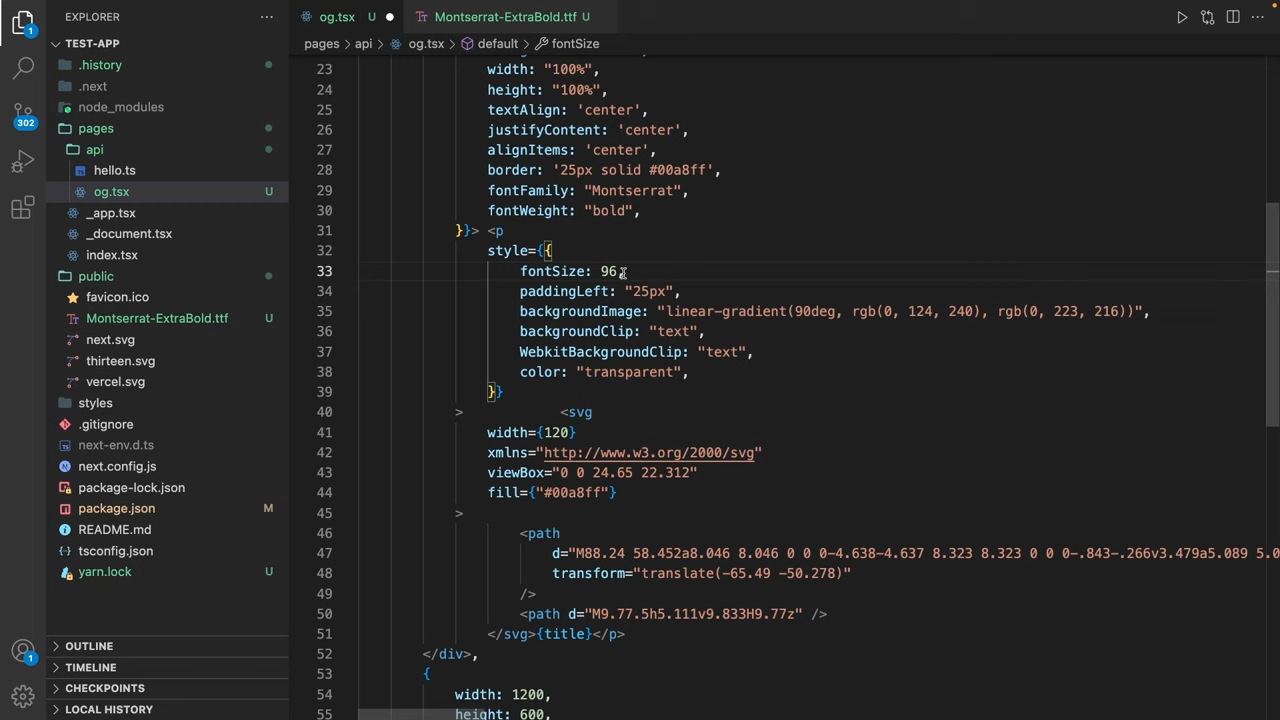 EXPLORER
og.tsx U
Montserrat-ExtraBold.ttf U
pages > api > og.tsx > default > fontSize
1
302
1
TEST-APP
.history
.next
node_modules
pages
api
hello.ts
og.tsx U
_app.tsx
_document.tsx
index.tsx
public
favicon.ico
Montserrat-ExtraBold.ttf U
next.svg
thirteen.svg
vercel.svg
styles
.gitignore
next-env.d.ts
next.config.js
package-lock.json
package.json M
README.md
tsconfig.json
yarn.lock U
OUTLINE
TIMELINE
CHECKPOINTS
LOCAL HISTORY
23 width: "100%",
24 height: "100%",
25 textAlign: 'center',
26 justifyContent: 'center',
27 alignItems: 'center',
28 border: '25px solid #00a8ff',
29 fontFamily: "Montserrat",
30 fontWeight: "bold",
31 }}> <p
32 style={{
33 fontSize: 96,
34 paddingLeft: "25px",
35 backgroundImage: "linear-gradient(90deg, rgb(0, 124, 240), rgb(0, 223, 216))",
36 backgroundClip: "text",
37 WebkitBackgroundClip: "text",
38 color: "transparent",
39 }}
40 > <svg
41 width={120}
42 xmlns="http://www.w3.org/2000/svg"
43 viewBox="0 0 24.65 22.312"
44 fill={"#00a8ff"}
45 >
46 <path
47 d="M88.24 58.452a8.046 8.046 0 0 0-4.638-4.637 8.323 8.323 0 0 0-.843-.266v3.479a5.089 5.0
48 transform="translate(-65.49 -50.278)"
49 />
50 <path d="M9.77.5h5.111v9.833H9.77z" />
51 </svg>{title}</p>
52 </div>,
53 {
54 width: 1200,
55 height: 600,